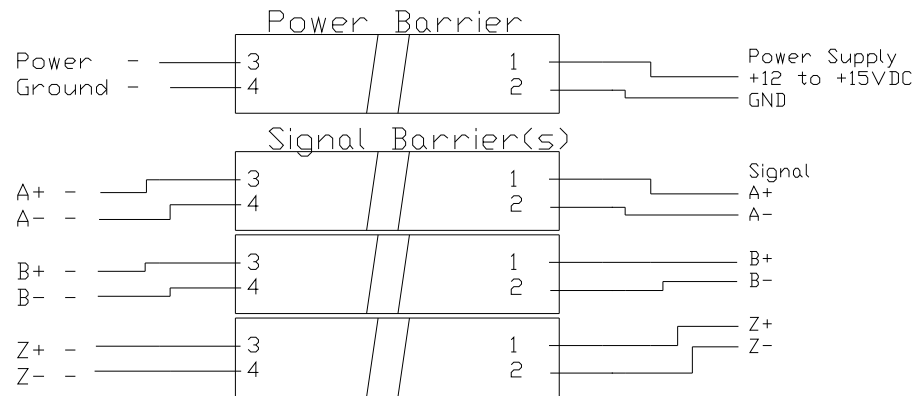 Power Barrier
Power - 3 1 Power Supply
+12 to +15VDC
Ground - 4 2 GND
Signal Barrier(s)
Signal
A+ - 3 1 A+
A- - 4 2 A-
B+ - 3 1 B+
B- - 4 2 B-
Z+ - 3 1 Z+
Z- - 4 2 Z-